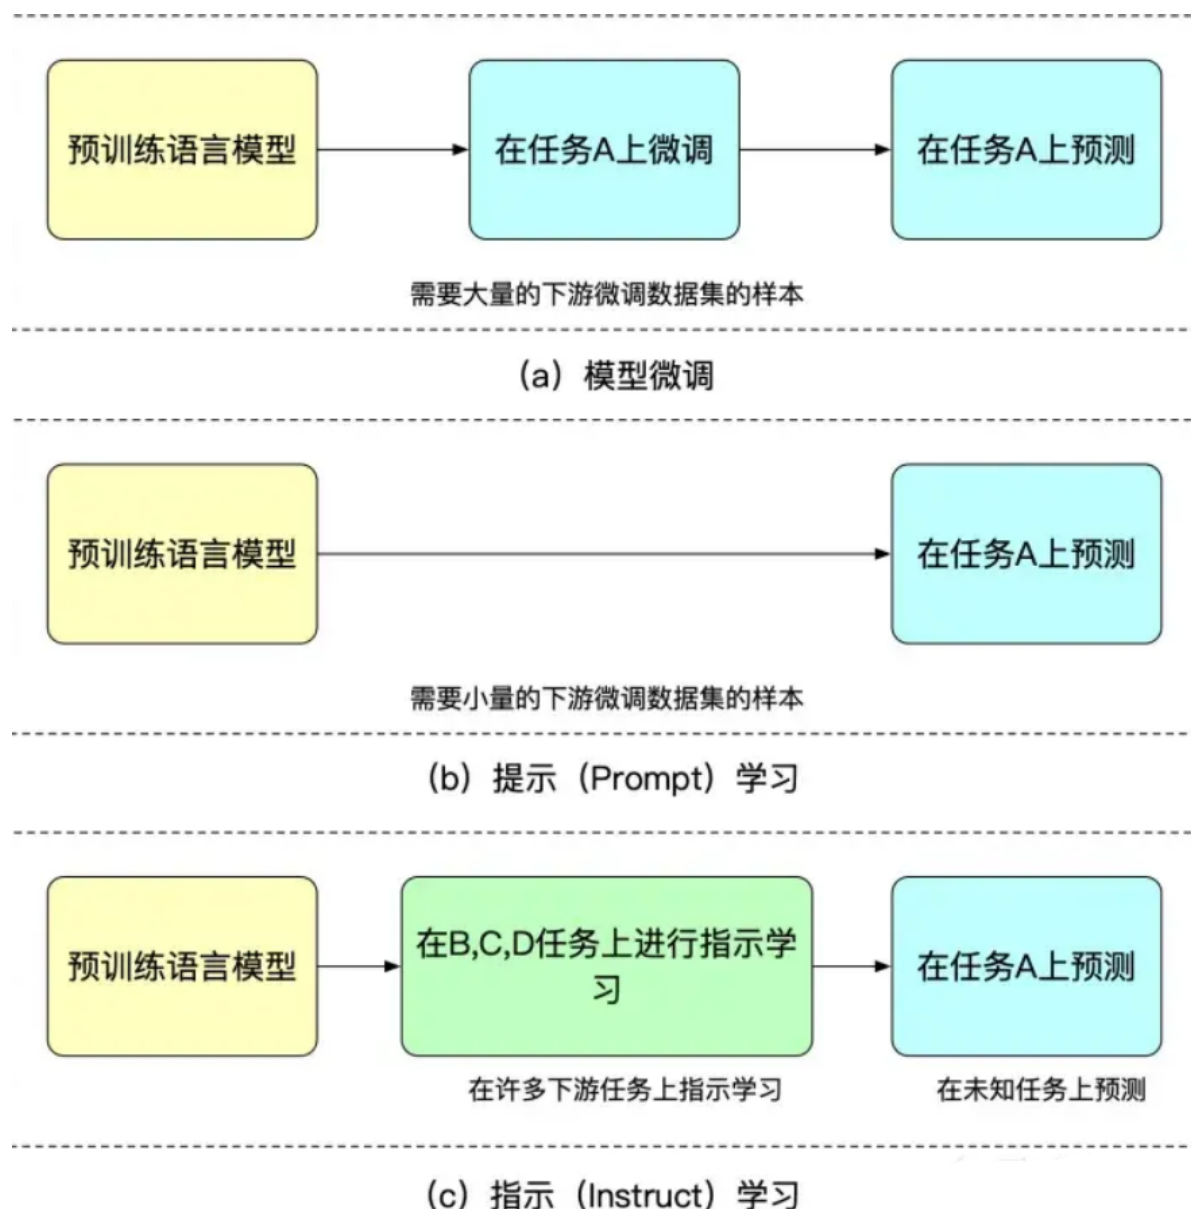 预训练语言模型
在任务A上微调
在任务A上预测
需要大量的下游微调数据集的样本
(a) 模型微调
预训练语言模型
在任务A上预测
需要小量的下游微调数据集的样本
(b) 提示（Prompt）学习
预训练语言模型
在B,C,D任务上进行指示学
习
在任务A上预测
在许多下游任务上指示学习
在未知任务上预测
(c) 指示（Instruct）学习